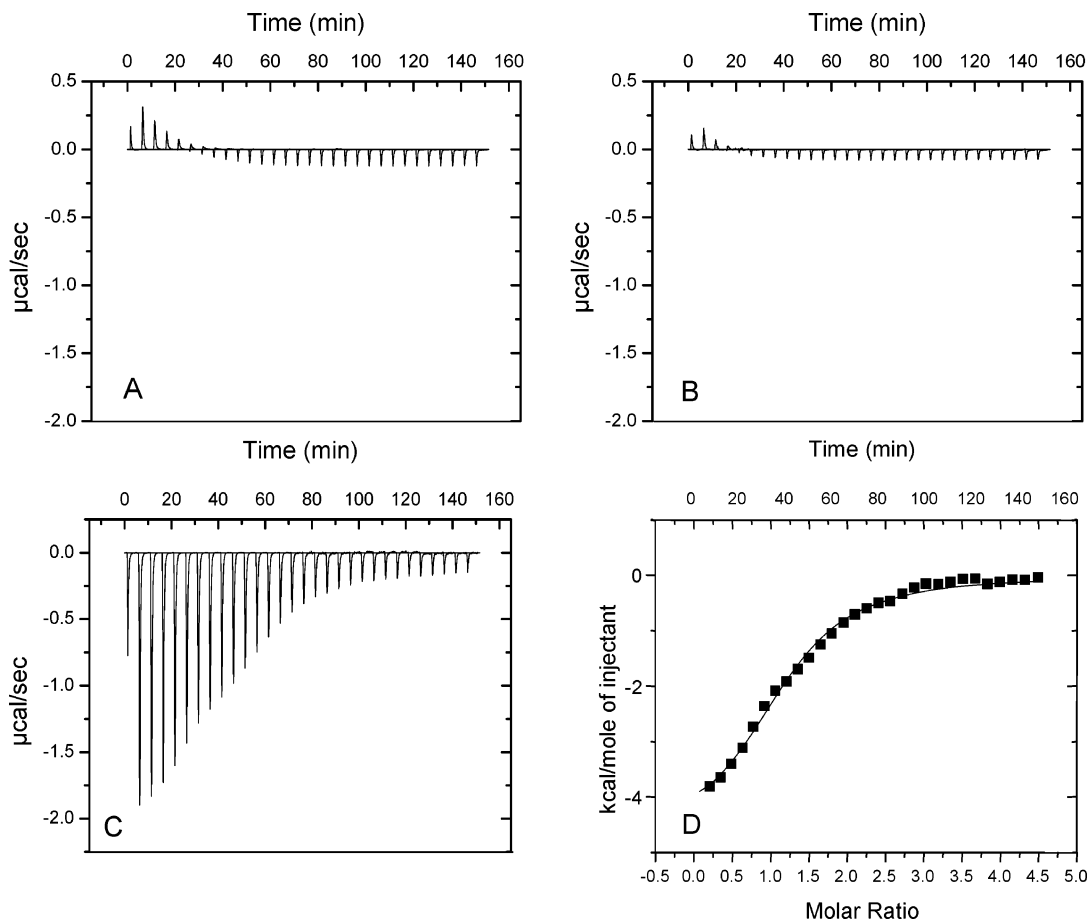 Time (min)
0 20 40 60 80 100 120 140 160
0.5
0.0
-0.5
-1.0
-1.5
-2.0
µcal/sec
A
Time (min)
0 20 40 60 80 100 120 140 160
0.5
0.0
-0.5
-1.0
-1.5
-2.0
µcal/sec
B
Time (min)
0 20 40 60 80 100 120 140 160
0.0
-0.5
-1.0
-1.5
-2.0
µcal/sec
C
Time (min)
0 20 40 60 80 100 120 140 160
0
-2
-4
kcal/mole of injectant
D
-0.5 0.0 0.5 1.0 1.5 2.0 2.5 3.0 3.5 4.0 4.5 5.0
Molar Ratio